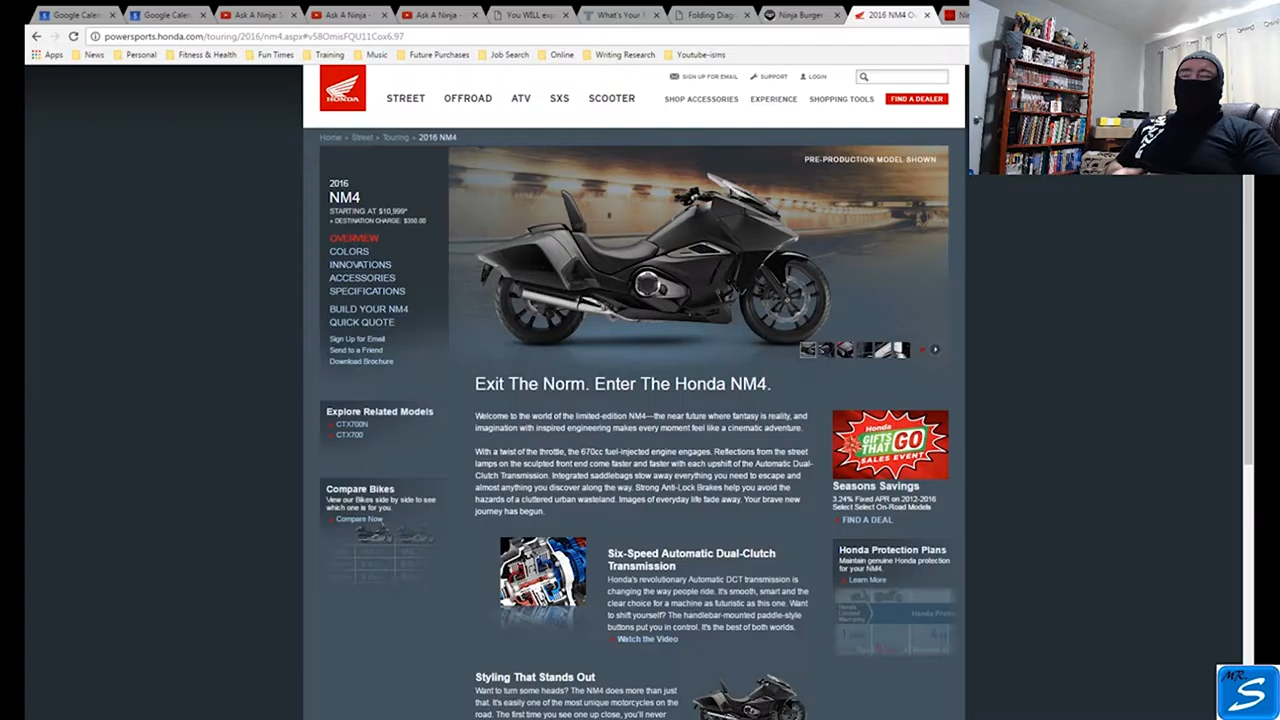 Google Calen
Google Calen
Ask A Ninja: S
Ask A Ninja -
Ask A Ninja -
You WILL exp
What's Your N
Folding Diag
Ninja Burger
2016 NM4 O
Nin
powersports.honda.com/touring/2016/nm4.aspx#v58OmisFQU11Cox6.97
Apps News Personal Fitness & Health Fun Times Training Music Future Purchases Job Search Online Writing Research Youtube-isms
SIGN UP FOR EMAIL SUPPORT LOGIN
HONDA
STREET OFFROAD ATV SXS SCOOTER
SHOP ACCESSORIES EXPERIENCE SHOPPING TOOLS FIND A DEALER
Home » Street » Touring » 2016 NM4
PRE-PRODUCTION MODEL SHOWN
2016
NM4
STARTING AT $10,999*
+ DESTINATION CHARGE: $350.00
OVERVIEW
COLORS
INNOVATIONS
ACCESSORIES
SPECIFICATIONS
BUILD YOUR NM4
QUICK QUOTE
Sign Up for Email
Send to a Friend
Download Brochure
Explore Related Models
CTX700N
CTX700
Compare Bikes
View our Bikes side by side to see
which one is for you.
Compare Now
Exit The Norm. Enter The Honda NM4.
Welcome to the world of the limited-edition NM4—the near future where fantasy is reality, and
imagination with inspired engineering makes every moment feel like a cinematic adventure.
With a twist of the throttle, the 670cc fuel-injected engine engages. Reflections from the street
lamps on the sculpted front end come faster and faster with each upshift of the Automatic Dual-
Clutch Transmission. Integrated saddlebags stow away everything you need to escape and
almost anything you discover along the way. Strong Anti-Lock Brakes help you avoid the
hazards of a cluttered urban wasteland. Images of everyday life fade away. Your brave new
journey has begun.
Six-Speed Automatic Dual-Clutch
Transmission
Honda's revolutionary Automatic DCT transmission is
changing the way people ride. It's smooth, smart and the
clear choice for a machine as futuristic as this one. Want
to shift yourself? The handlebar-mounted paddle-style
buttons put you in control. It's the best of both worlds.
Watch the Video
Styling That Stands Out
Want to turn some heads? The NM4 does more than just
that. It's easily one of the most unique motorcycles on the
road. The first time you see one up close, you'll never
Honda
GIFTS
THAT GO
SALES EVENT
Seasons Savings
3.24% Fixed APR on 2012-2016
Select Select On-Road Models
FIND A DEAL
Honda Protection Plans
Maintain genuine Honda protection
for your NM4.
Learn More
Honda
Limited
Warranty
Honda Prote
MR.
S